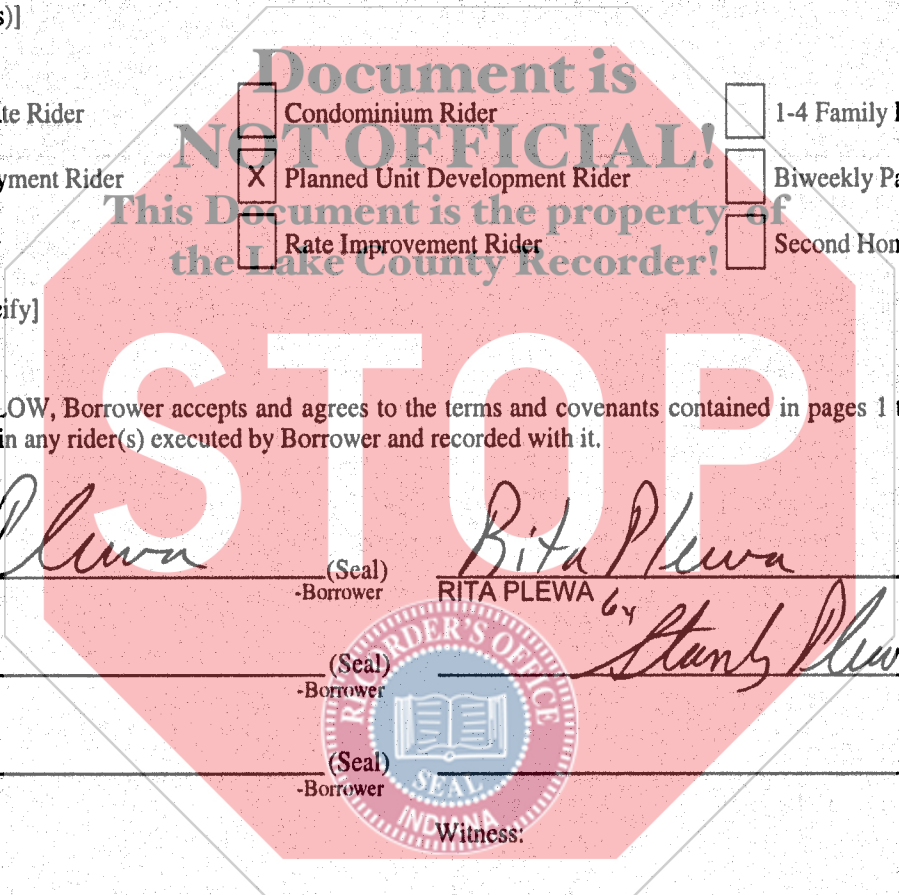 s)]
Document is
te Rider Condominium Rider 1-4 Family
NOT OFFICIAL!
yment Rider X Planned Unit Development Rider Biweekly Pa
This Document is the property of
Rate Improvement Rider Second Hom
the Lake County Recorder!
cify]
STOP
LOW, Borrower accepts and agrees to the terms and covenants contained in pages 1 t
in any rider(s) executed by Borrower and recorded with it.
Plewa Rita Plewa
(Seal)
-Borrower RITA PLEWA by
Stanly Plew
(Seal)
-Borrower
RECORDER'S OFFICE
SEAL
INDIANA
(Seal)
-Borrower
Witness: